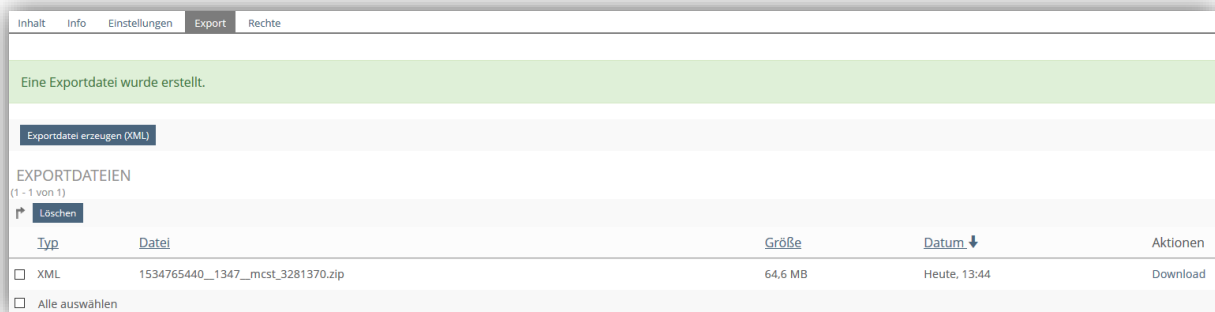 Inhalt Info Einstellungen Export Rechte
Eine Exportdatei wurde erstellt.
Exportdatei erzeugen (XML)
EXPORTDATEIEN
(1 - 1 von 1)
Löschen
Typ Datei Größe Datum Aktionen
XML 1534765440__1347__mcst_3281370.zip 64,6 MB Heute, 13:44 Download
Alle auswählen